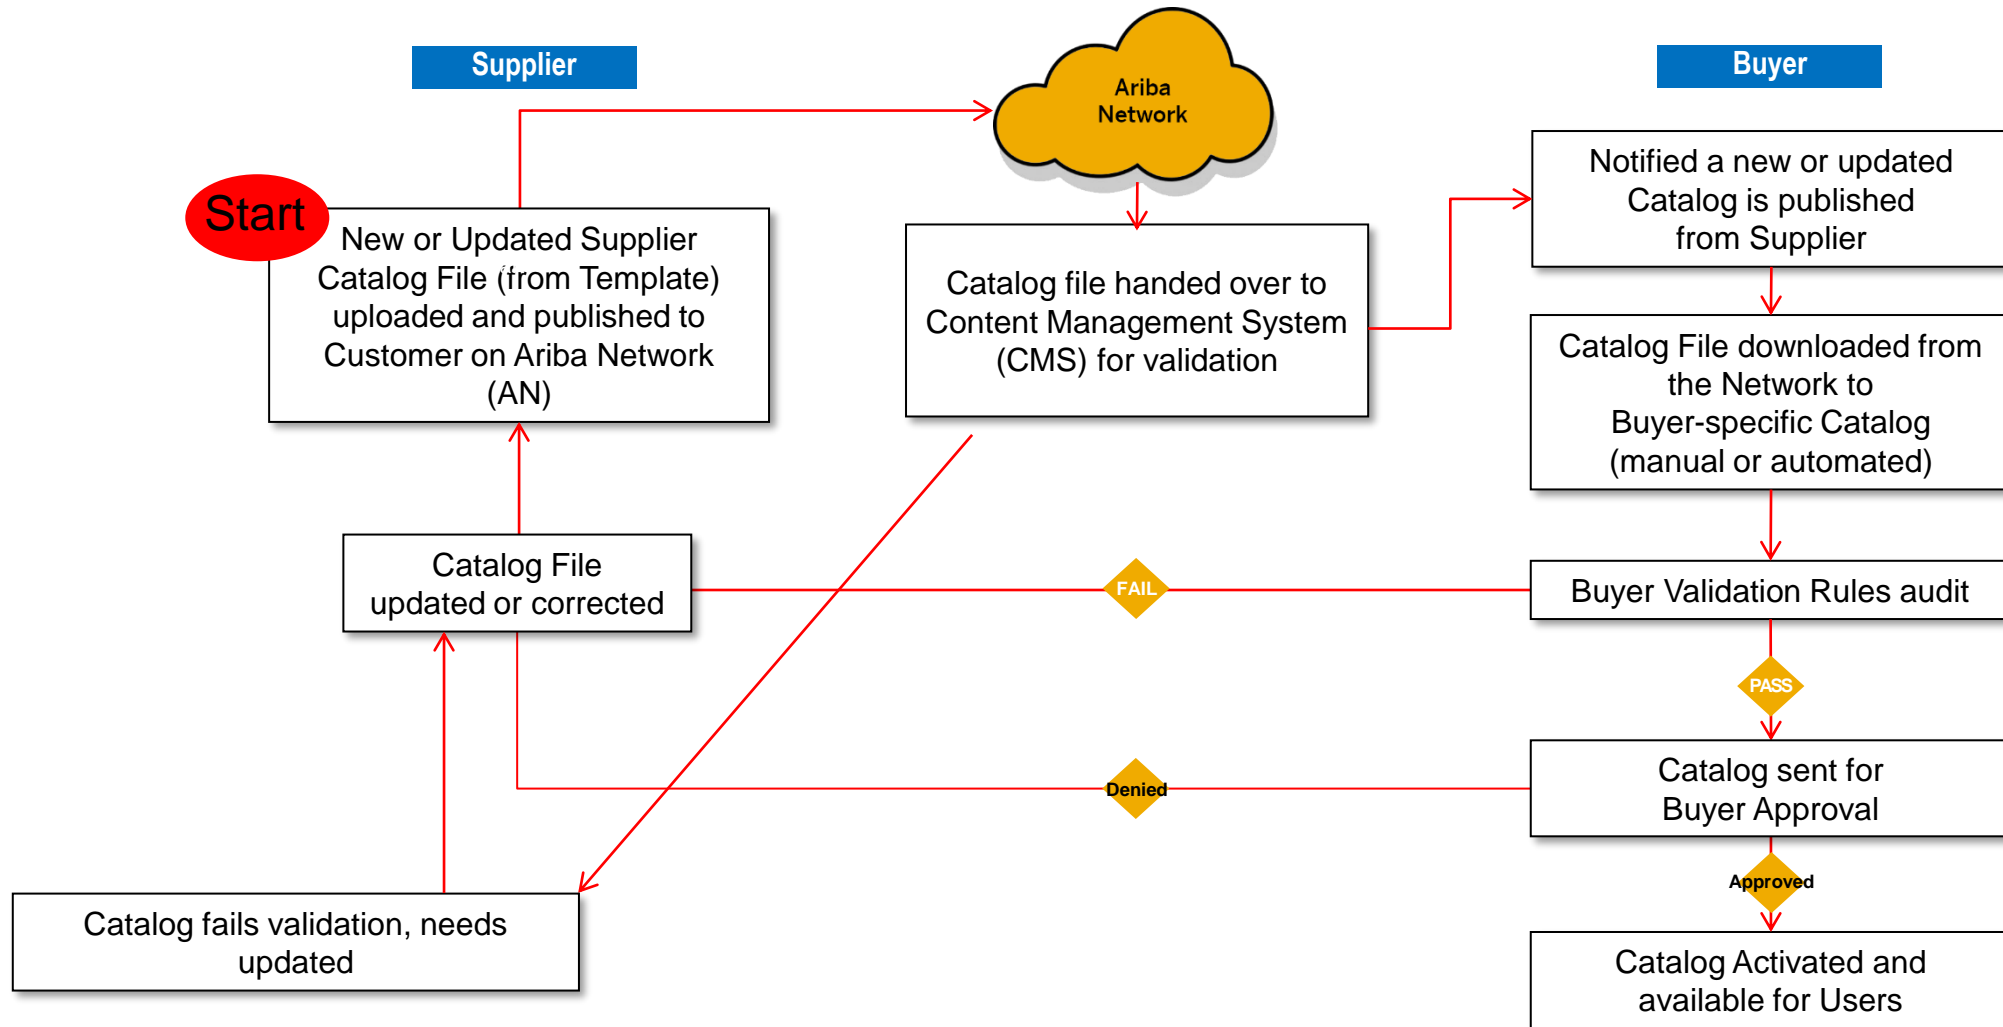 Supplier
Ariba
Network
Buyer
Start
New or Updated Supplier
Catalog File (from Template)
uploaded and published to
Customer on Ariba Network
(AN)
Catalog file handed over to
Content Management System
(CMS) for validation
Notified a new or updated
Catalog is published
from Supplier
Catalog File downloaded from
the Network to
Buyer-specific Catalog
(manual or automated)
Catalog File
updated or corrected
FAIL
Buyer Validation Rules audit
PASS
Denied
Catalog sent for
Buyer Approval
Approved
Catalog fails validation, needs
updated
Catalog Activated and
available for Users